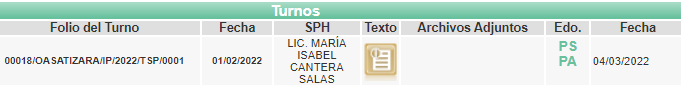 Turnos
Folio del Turno Fecha SPH Texto Archivos Adjuntos Edo. Fecha
00018/OASATIZARA/IP/2022/TSP/0001 01/02/2022 LIC. MARÍA ISABEL CANTERA SALAS PS PA 04/03/2022